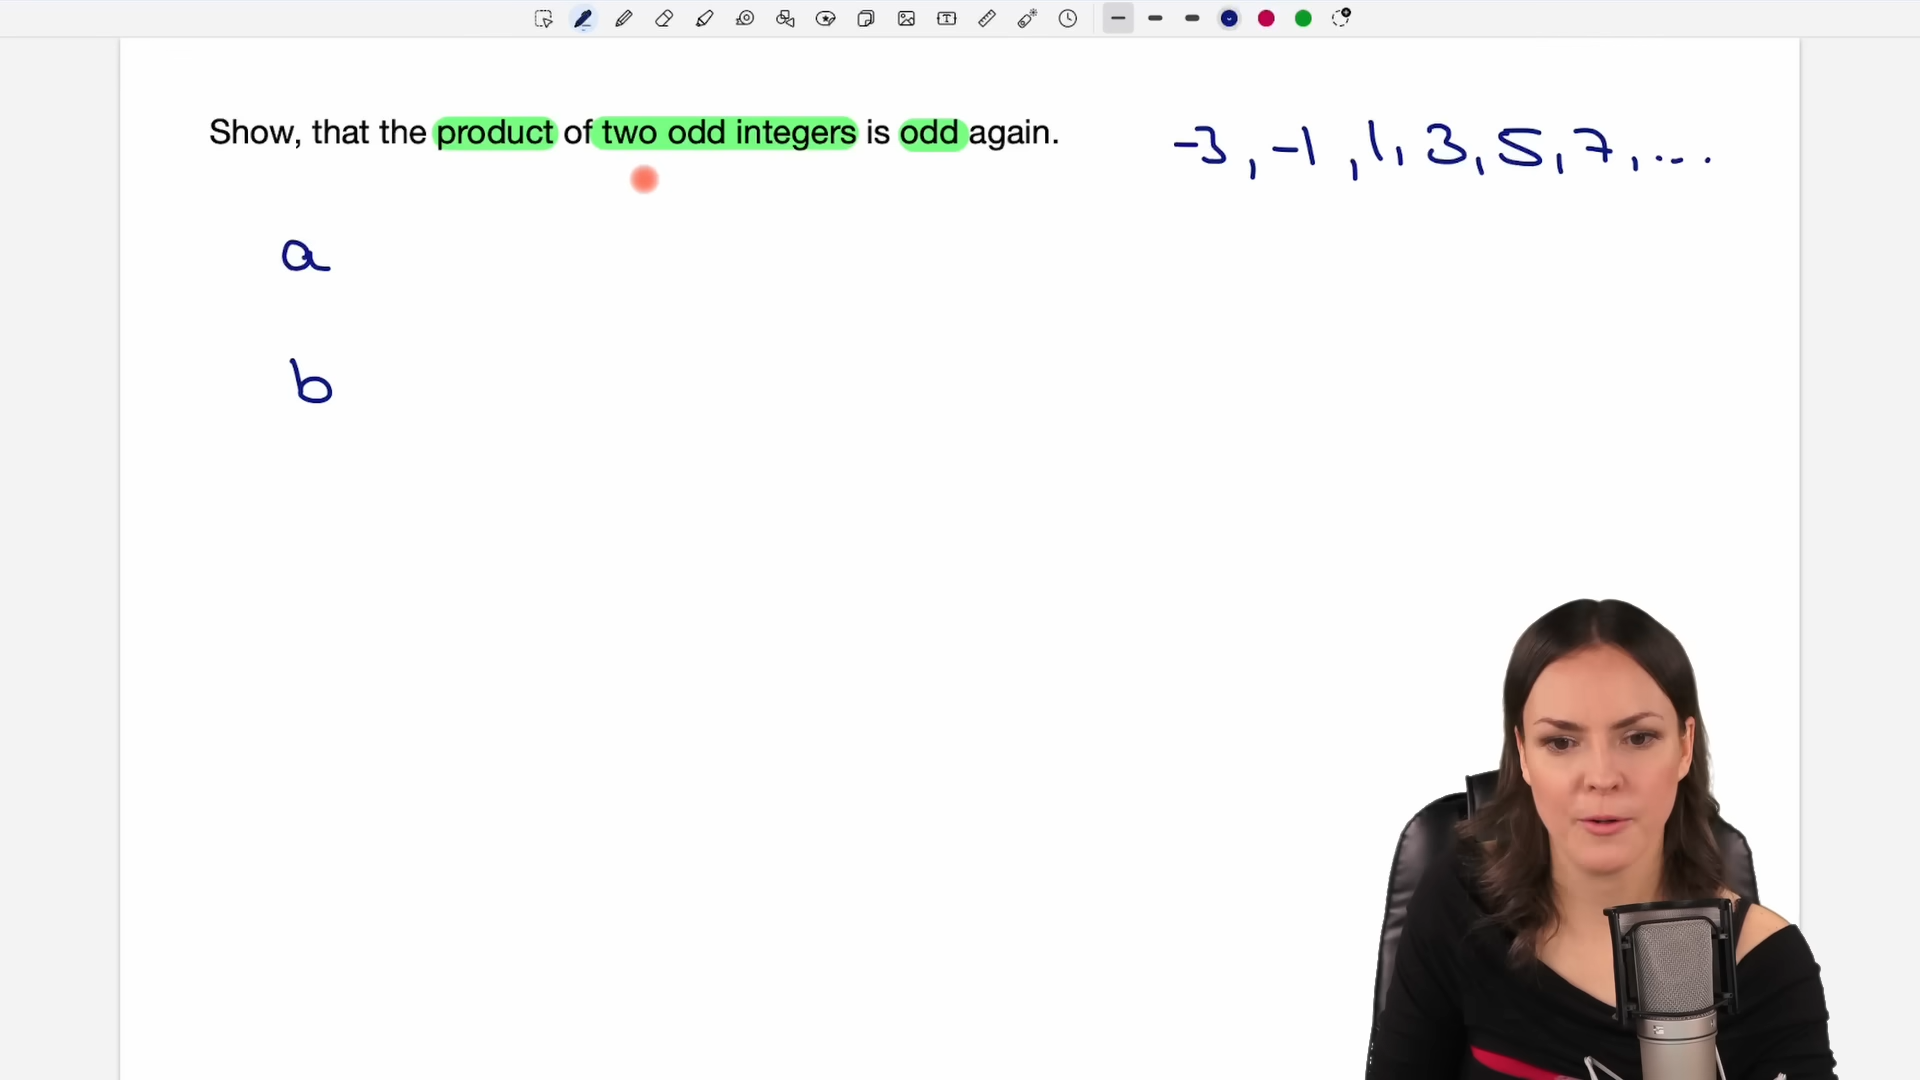 Show, that the product of two odd integers is odd again.
-3, -1, 1, 3, 5, 7, ...
a
b